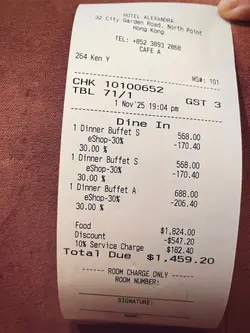 HOTEL ALEXANDRA
32 City Garden Road, North Point
Hong Kong
TEL: +852 3893 2868
CAFE A
264 Ken Y
WS#: 101
CHK 10100652
TBL 71/1 GST 3
1 Nov'25 19:04 pm
Dine In
1 Dinner Buffet S 568.00
eShop-30% -170.40
30.00 %
1 Dinner Buffet S 568.00
eShop-30% -170.40
30.00 %
1 Dinner Buffet A 688.00
eShop-30% -206.40
30.00 %
Food $1,824.00
Discount -$547.20
10% Service Charge $182.40
Total Due $1,459.20
----- ROOM CHARGE ONLY -----
ROOM NUMBER:
SIGNATURE: